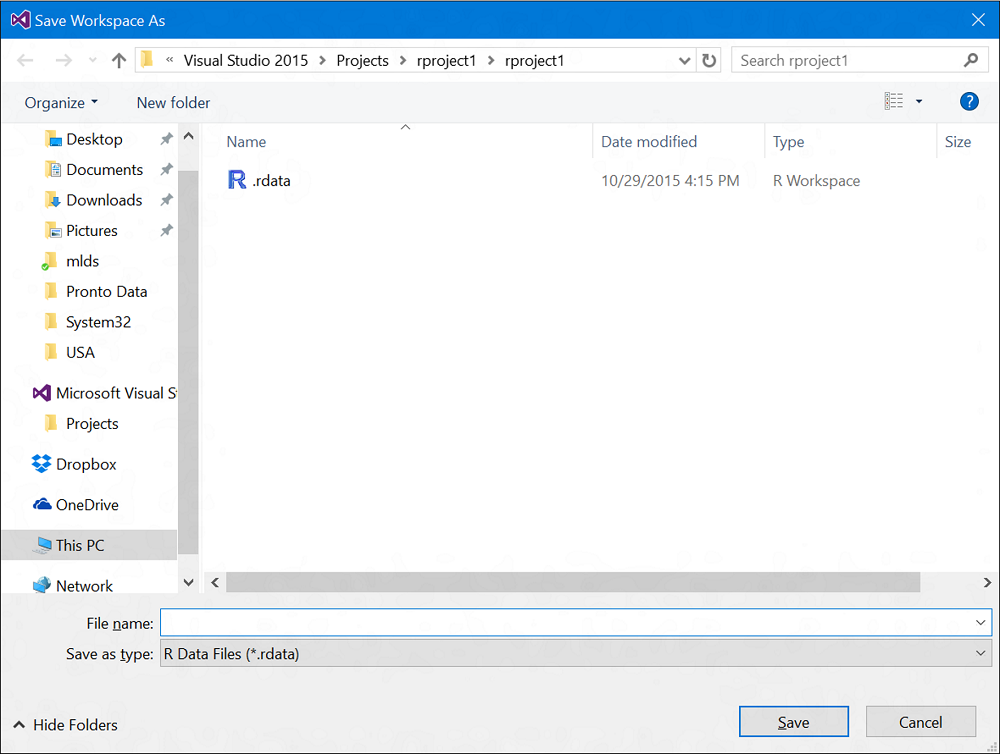 Save Workspace As
« Visual Studio 2015 > Projects > rproject1 > rproject1
Search rproject1
Organize
New folder
?
Name
Date modified
Type
Size
Desktop
Documents
Downloads
Pictures
mlds
Pronto Data
System32
USA
Microsoft Visual S
Projects
Dropbox
OneDrive
This PC
Network
R .rdata
10/29/2015 4:15 PM
R Workspace
File name:
Save as type:
R Data Files (*.rdata)
Hide Folders
Save
Cancel